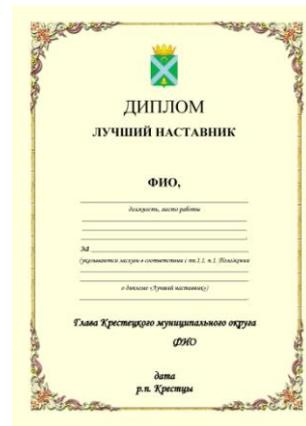 ДИПЛОМ
ЛУЧШИЙ НАСТАВНИК
ФИО,
должность, место работы
за
(указываются заслуги в соответствии с пп.1.1. п.1. Положения
о дипломе «Лучший наставник»)
Глава Крестецкого муниципального округа
ФИО
дата
р.п. Крестцы